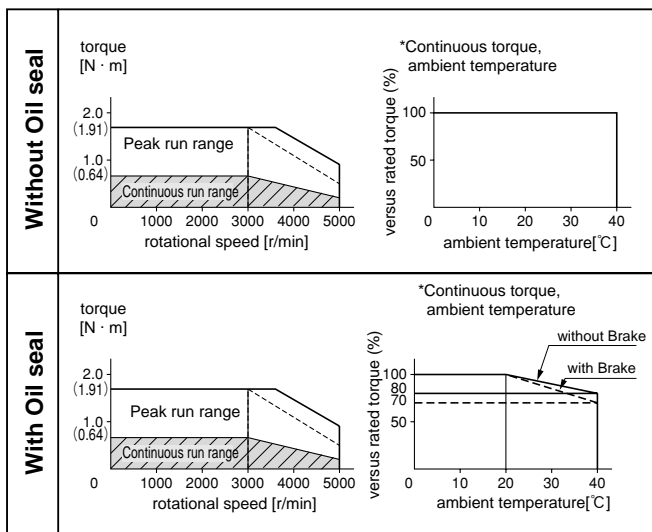 Without Oil seal
torque
[N · m]
2.0
(1.91)
1.0
(0.64)
0
Peak run range
Continuous run range
1000 2000 3000 4000 5000
rotational speed [r/min]
*Continuous torque,
ambient temperature
versus rated torque (%)
100
50
0 10 20 30 40
ambient temperature[℃]
With Oil seal
torque
[N · m]
2.0
(1.91)
1.0
(0.64)
0
Peak run range
Continuous run range
1000 2000 3000 4000 5000
rotational speed [r/min]
*Continuous torque,
ambient temperature
versus rated torque (%)
without Brake
with Brake
100
80
70
50
0 10 20 30 40
ambient temperature[℃]